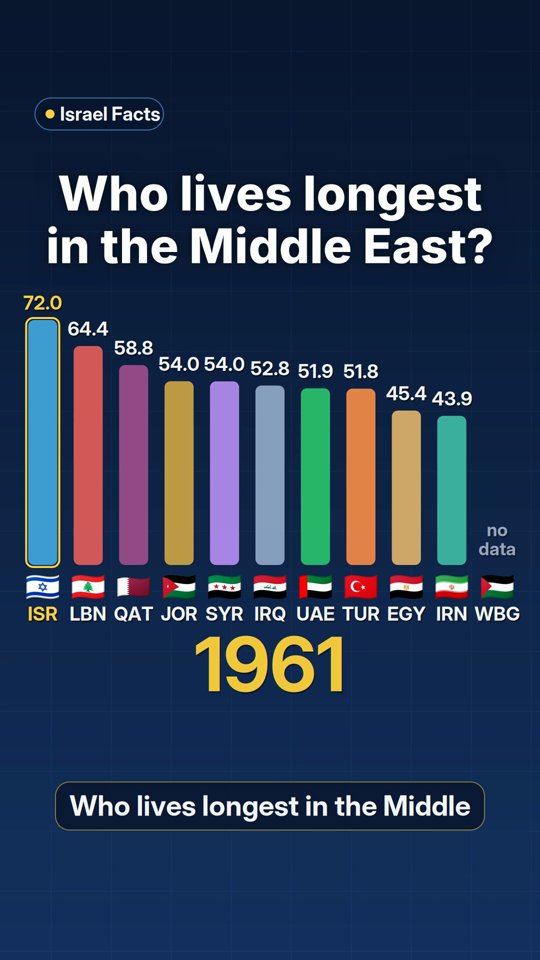 Israel Facts
Who lives longest
in the Middle East?
72.0
64.4
58.8
54.0
54.0
52.8
51.9
51.8
45.4
43.9
no
data
ISR
LBN
QAT
JOR
SYR
IRQ
UAE
TUR
EGY
IRN
WBG
1961
Who lives longest in the Middle